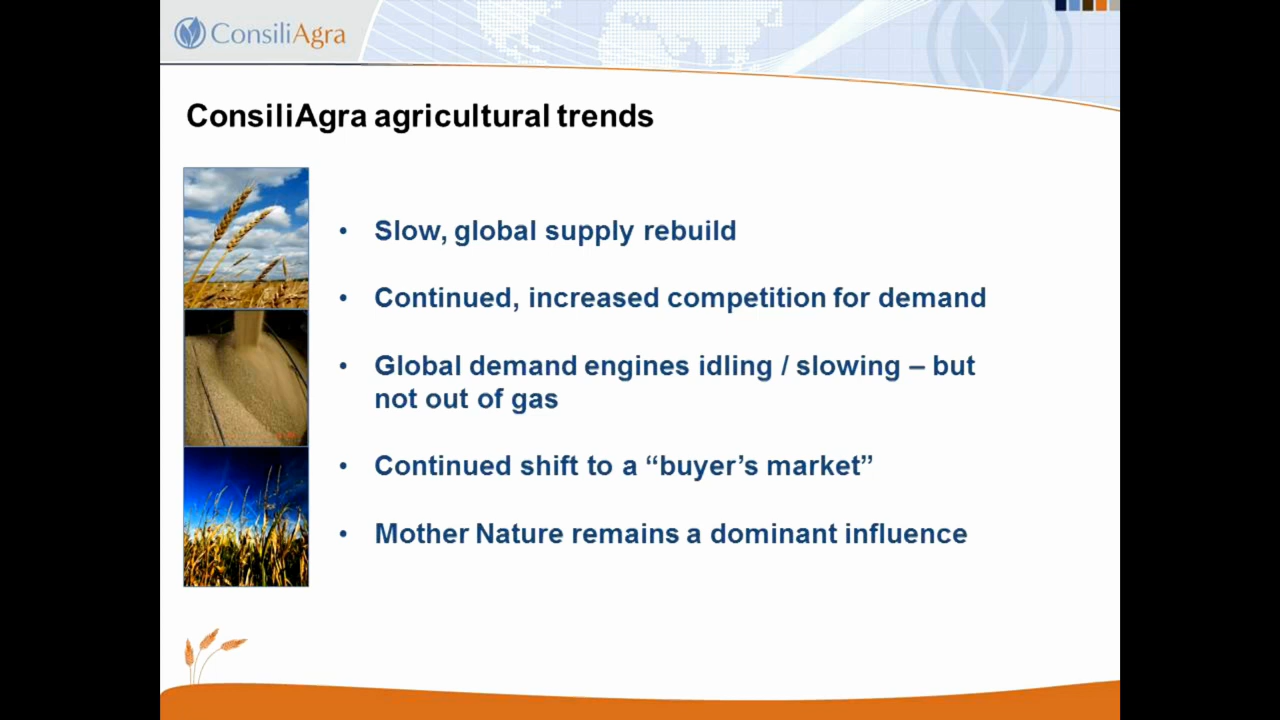 ConsiliAgra
ConsiliAgra agricultural trends
• Slow, global supply rebuild
• Continued, increased competition for demand
• Global demand engines idling / slowing – but
not out of gas
• Continued shift to a “buyer’s market”
• Mother Nature remains a dominant influence